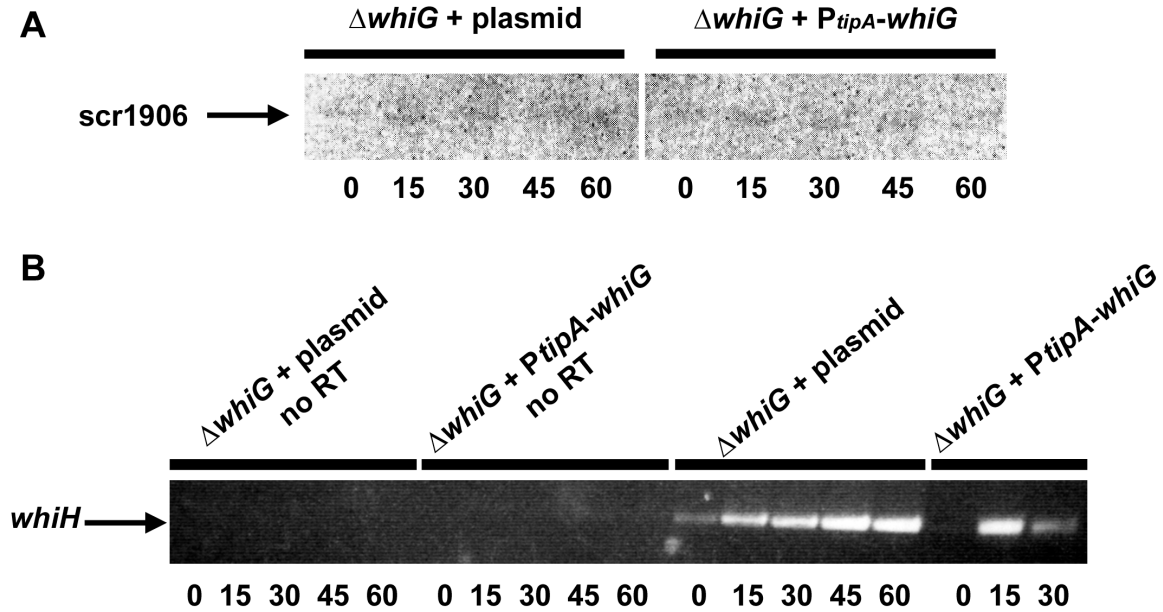 A
ΔwhiG + plasmid
ΔwhiG + PtipA-whiG
scr1906
0 15 30 45 60
0 15 30 45 60
B
ΔwhiG + plasmid
no RT
ΔwhiG + PtipA-whiG
no RT
ΔwhiG + plasmid
ΔwhiG + PtipA-whiG
whiH
0 15 30 45 60
0 15 30 45 60
0 15 30 45 60
0 15 30